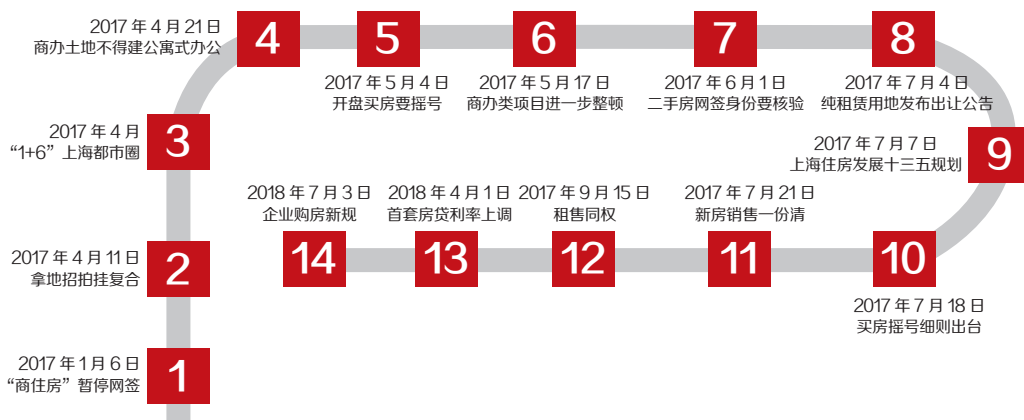 2017 年 4 月 21 日
商办土地不得建公寓式办公
4
5
6
7
8
2017 年 5 月 4 日
开盘买房要摇号
2017 年 5 月 17 日
商办类项目进一步整顿
2017 年 6 月 1 日
二手房网签身份要核验
2017 年 7 月 4 日
纯租赁用地发布出让公告
2017 年 4 月
“1+6”上海都市圈
3
2017 年 7 月 7 日
上海住房发展十三五规划
9
2018 年 7 月 3 日
企业购房新规
2018 年 4 月 1 日
首套房贷利率上调
2017 年 9 月 15 日
租售同权
2017 年 7 月 21 日
新房销售一份清
14
13
12
11
10
2017 年 4 月 11 日
拿地招拍挂复合
2
2017 年 7 月 18 日
买房摇号细则出台
2017 年 1 月 6 日
“商住房”暂停网签
1